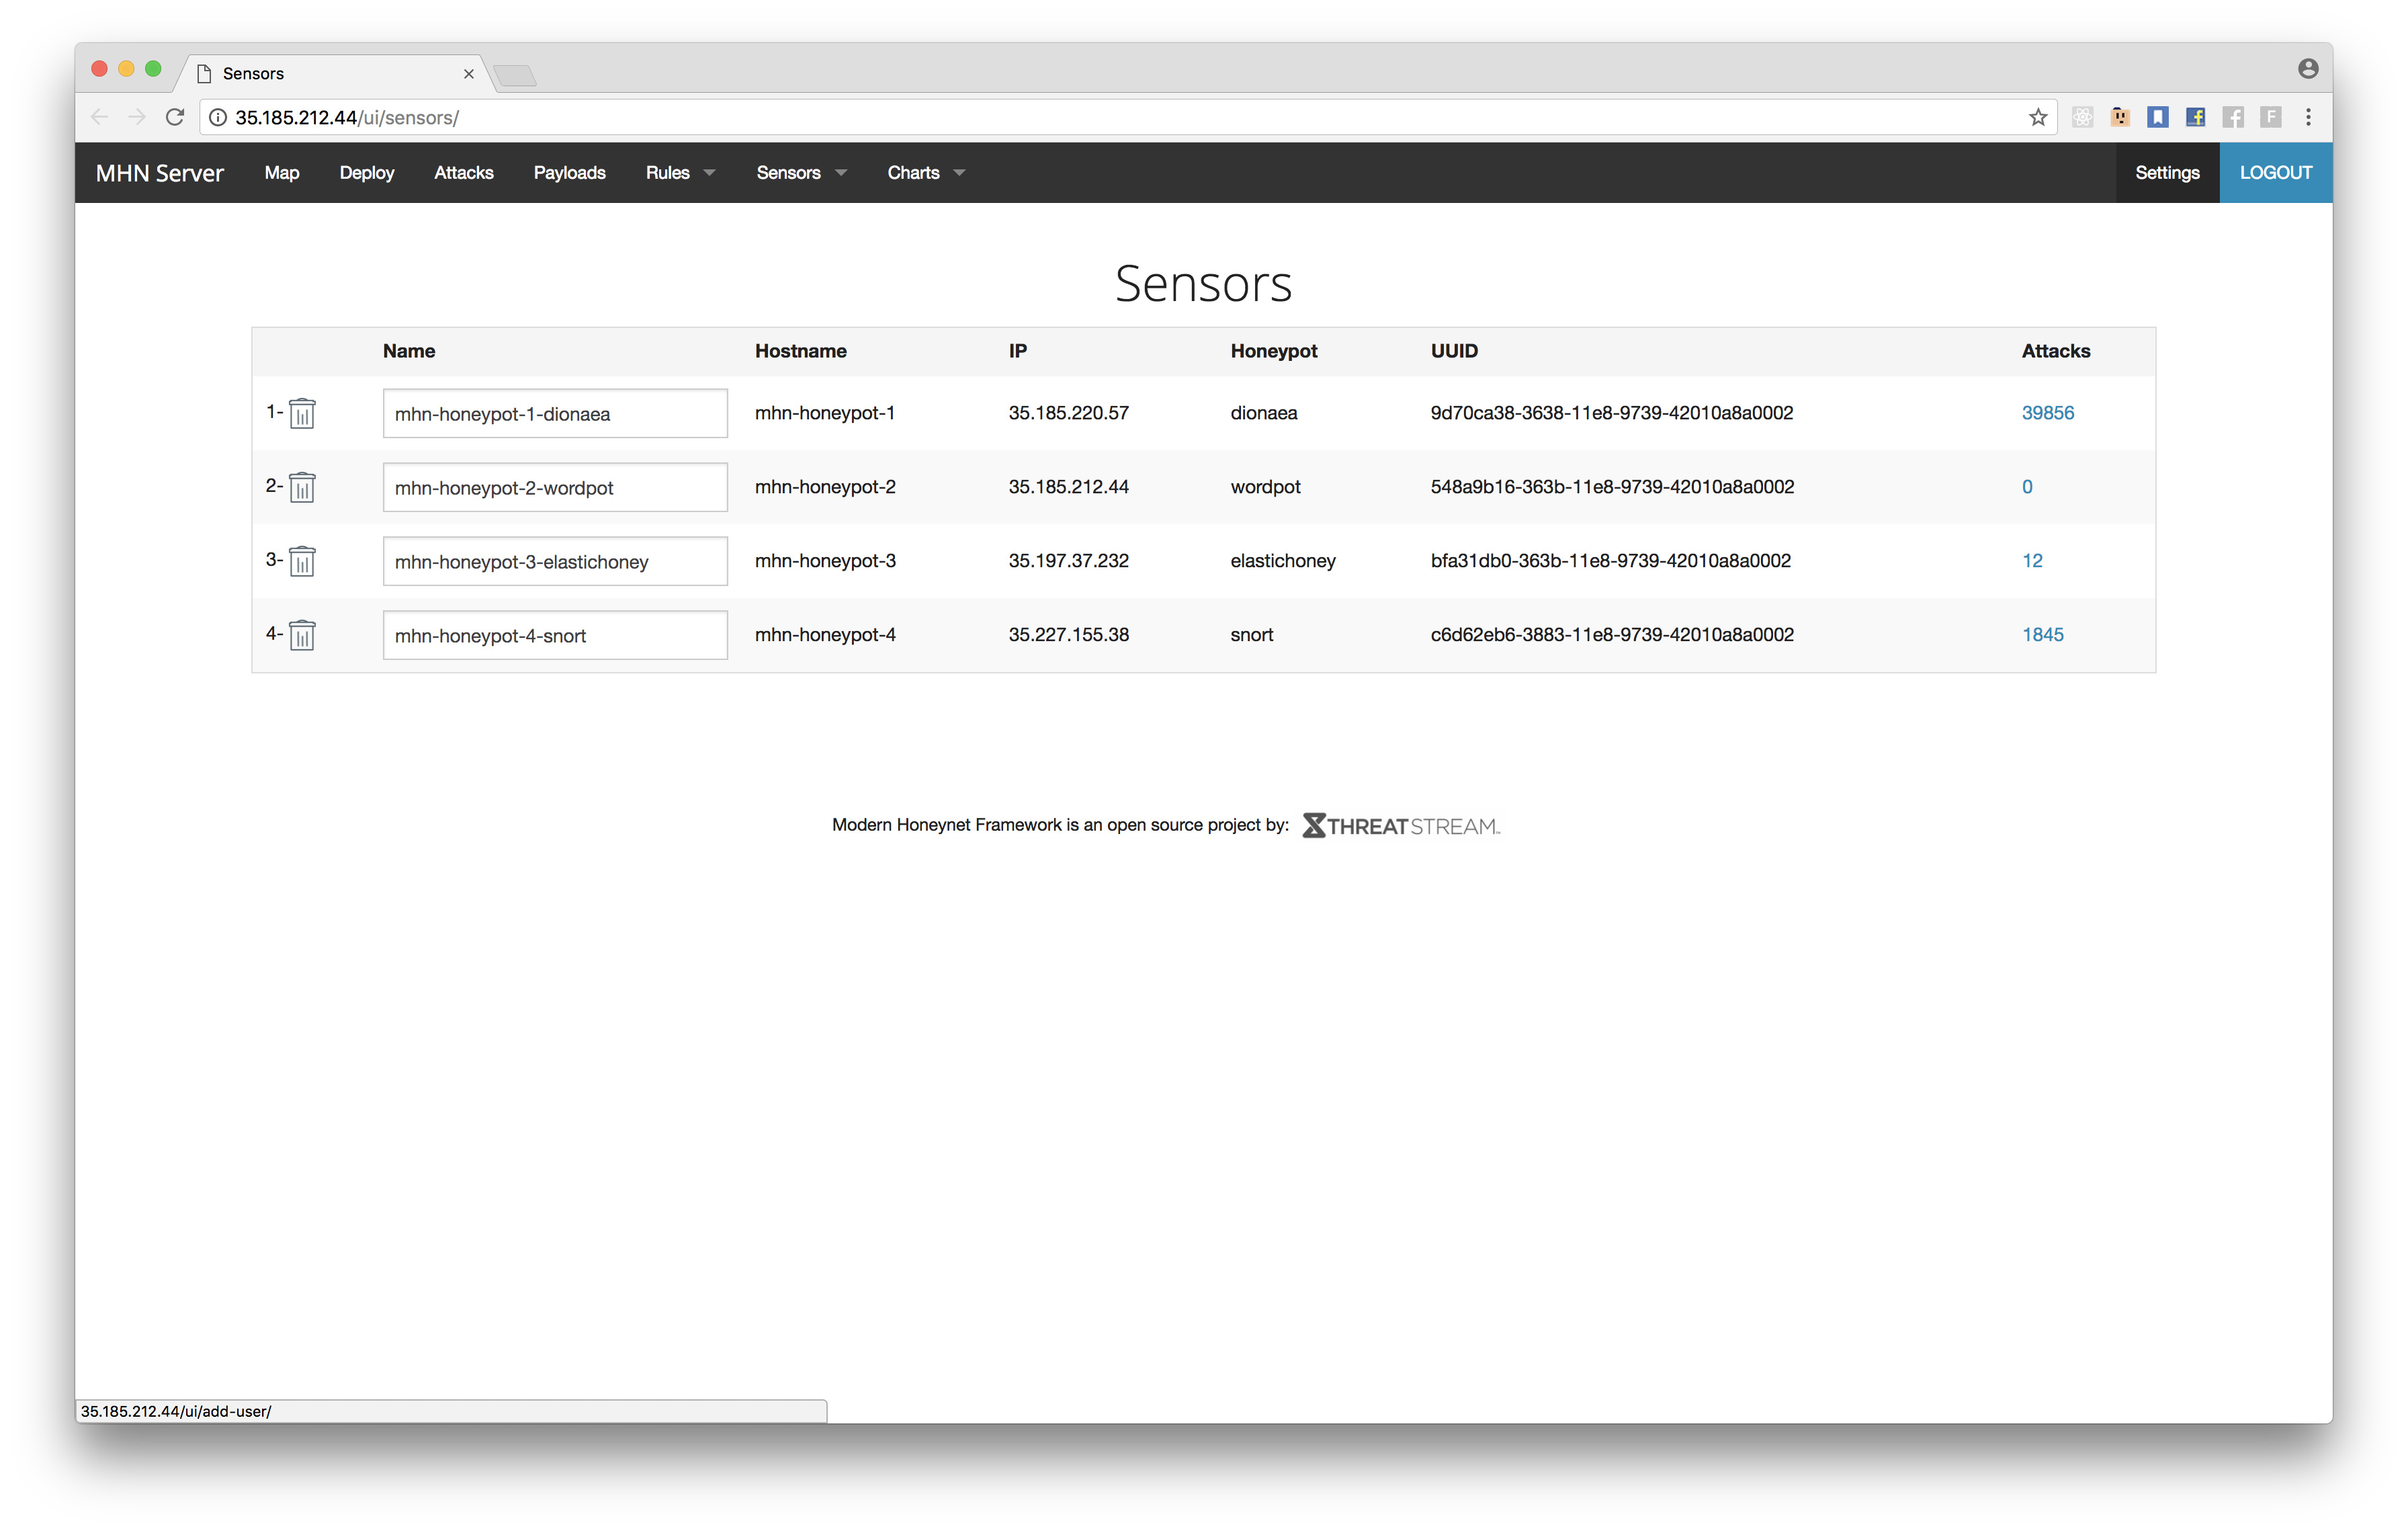 Sensors
35.185.212.44/ui/sensors/
MHN Server Map Deploy Attacks Payloads Rules Sensors Charts Settings LOGOUT
Sensors
Name Hostname IP Honeypot UUID Attacks
1- mhn-honeypot-1-dionaea mhn-honeypot-1 35.185.220.57 dionaea 9d70ca38-3638-11e8-9739-42010a8a0002 39856
2- mhn-honeypot-2-wordpot mhn-honeypot-2 35.185.212.44 wordpot 548a9b16-363b-11e8-9739-42010a8a0002 0
3- mhn-honeypot-3-elastichoney mhn-honeypot-3 35.197.37.232 elastichoney bfa31db0-363b-11e8-9739-42010a8a0002 12
4- mhn-honeypot-4-snort mhn-honeypot-4 35.227.155.38 snort c6d62eb6-3883-11e8-9739-42010a8a0002 1845
Modern Honeynet Framework is an open source project by: THREATSTREAM
35.185.212.44/ui/add-user/